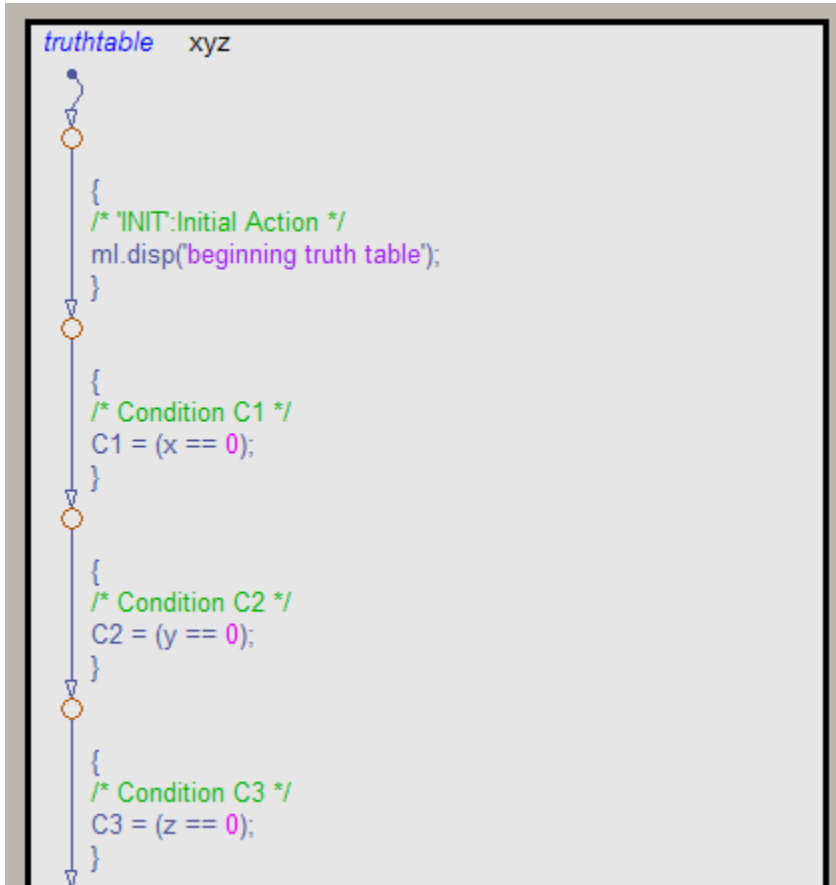 truthtable xyz
{
/* 'INIT':Initial Action */
ml.disp('beginning truth table');
}
{
/* Condition C1 */
C1 = (x == 0);
}
{
/* Condition C2 */
C2 = (y == 0);
}
{
/* Condition C3 */
C3 = (z == 0);
}